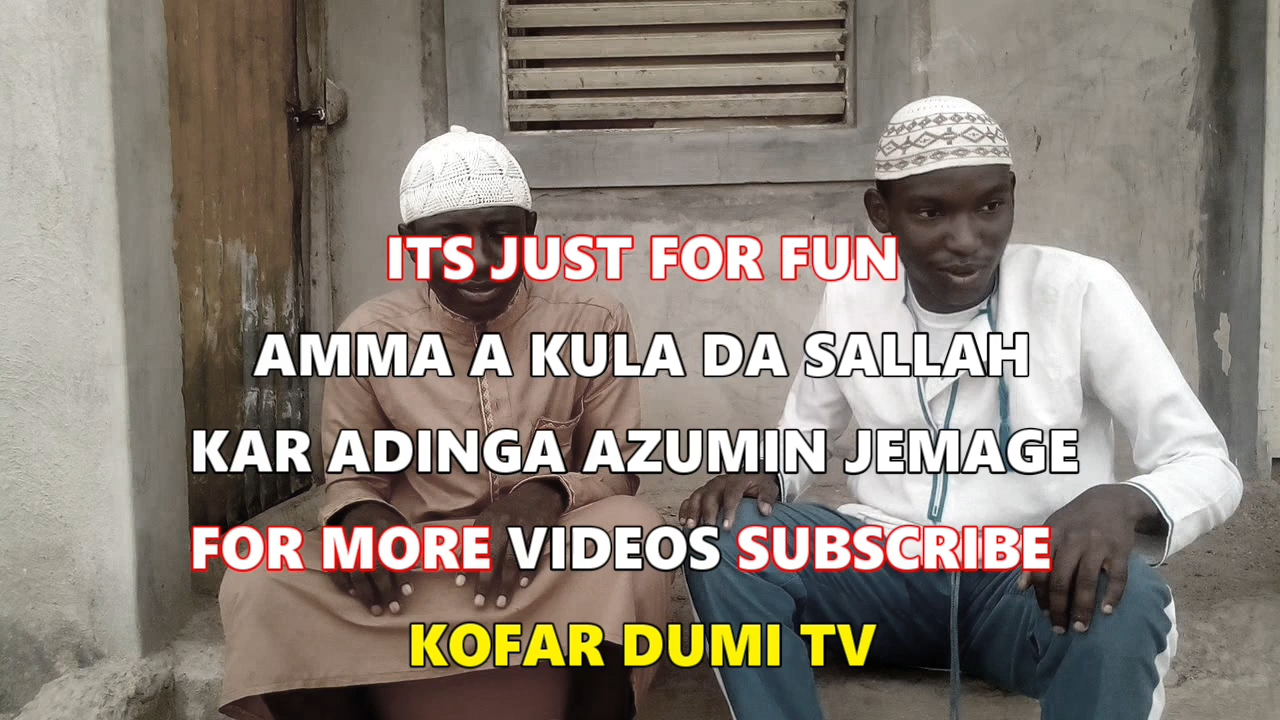 ITS JUST FOR FUN
AMMA A KULA DA SALLAH
KAR ADINGA AZUMIN JEMAGE
FOR MORE VIDEOS SUBSCRIBE
KOFAR DUMI TV